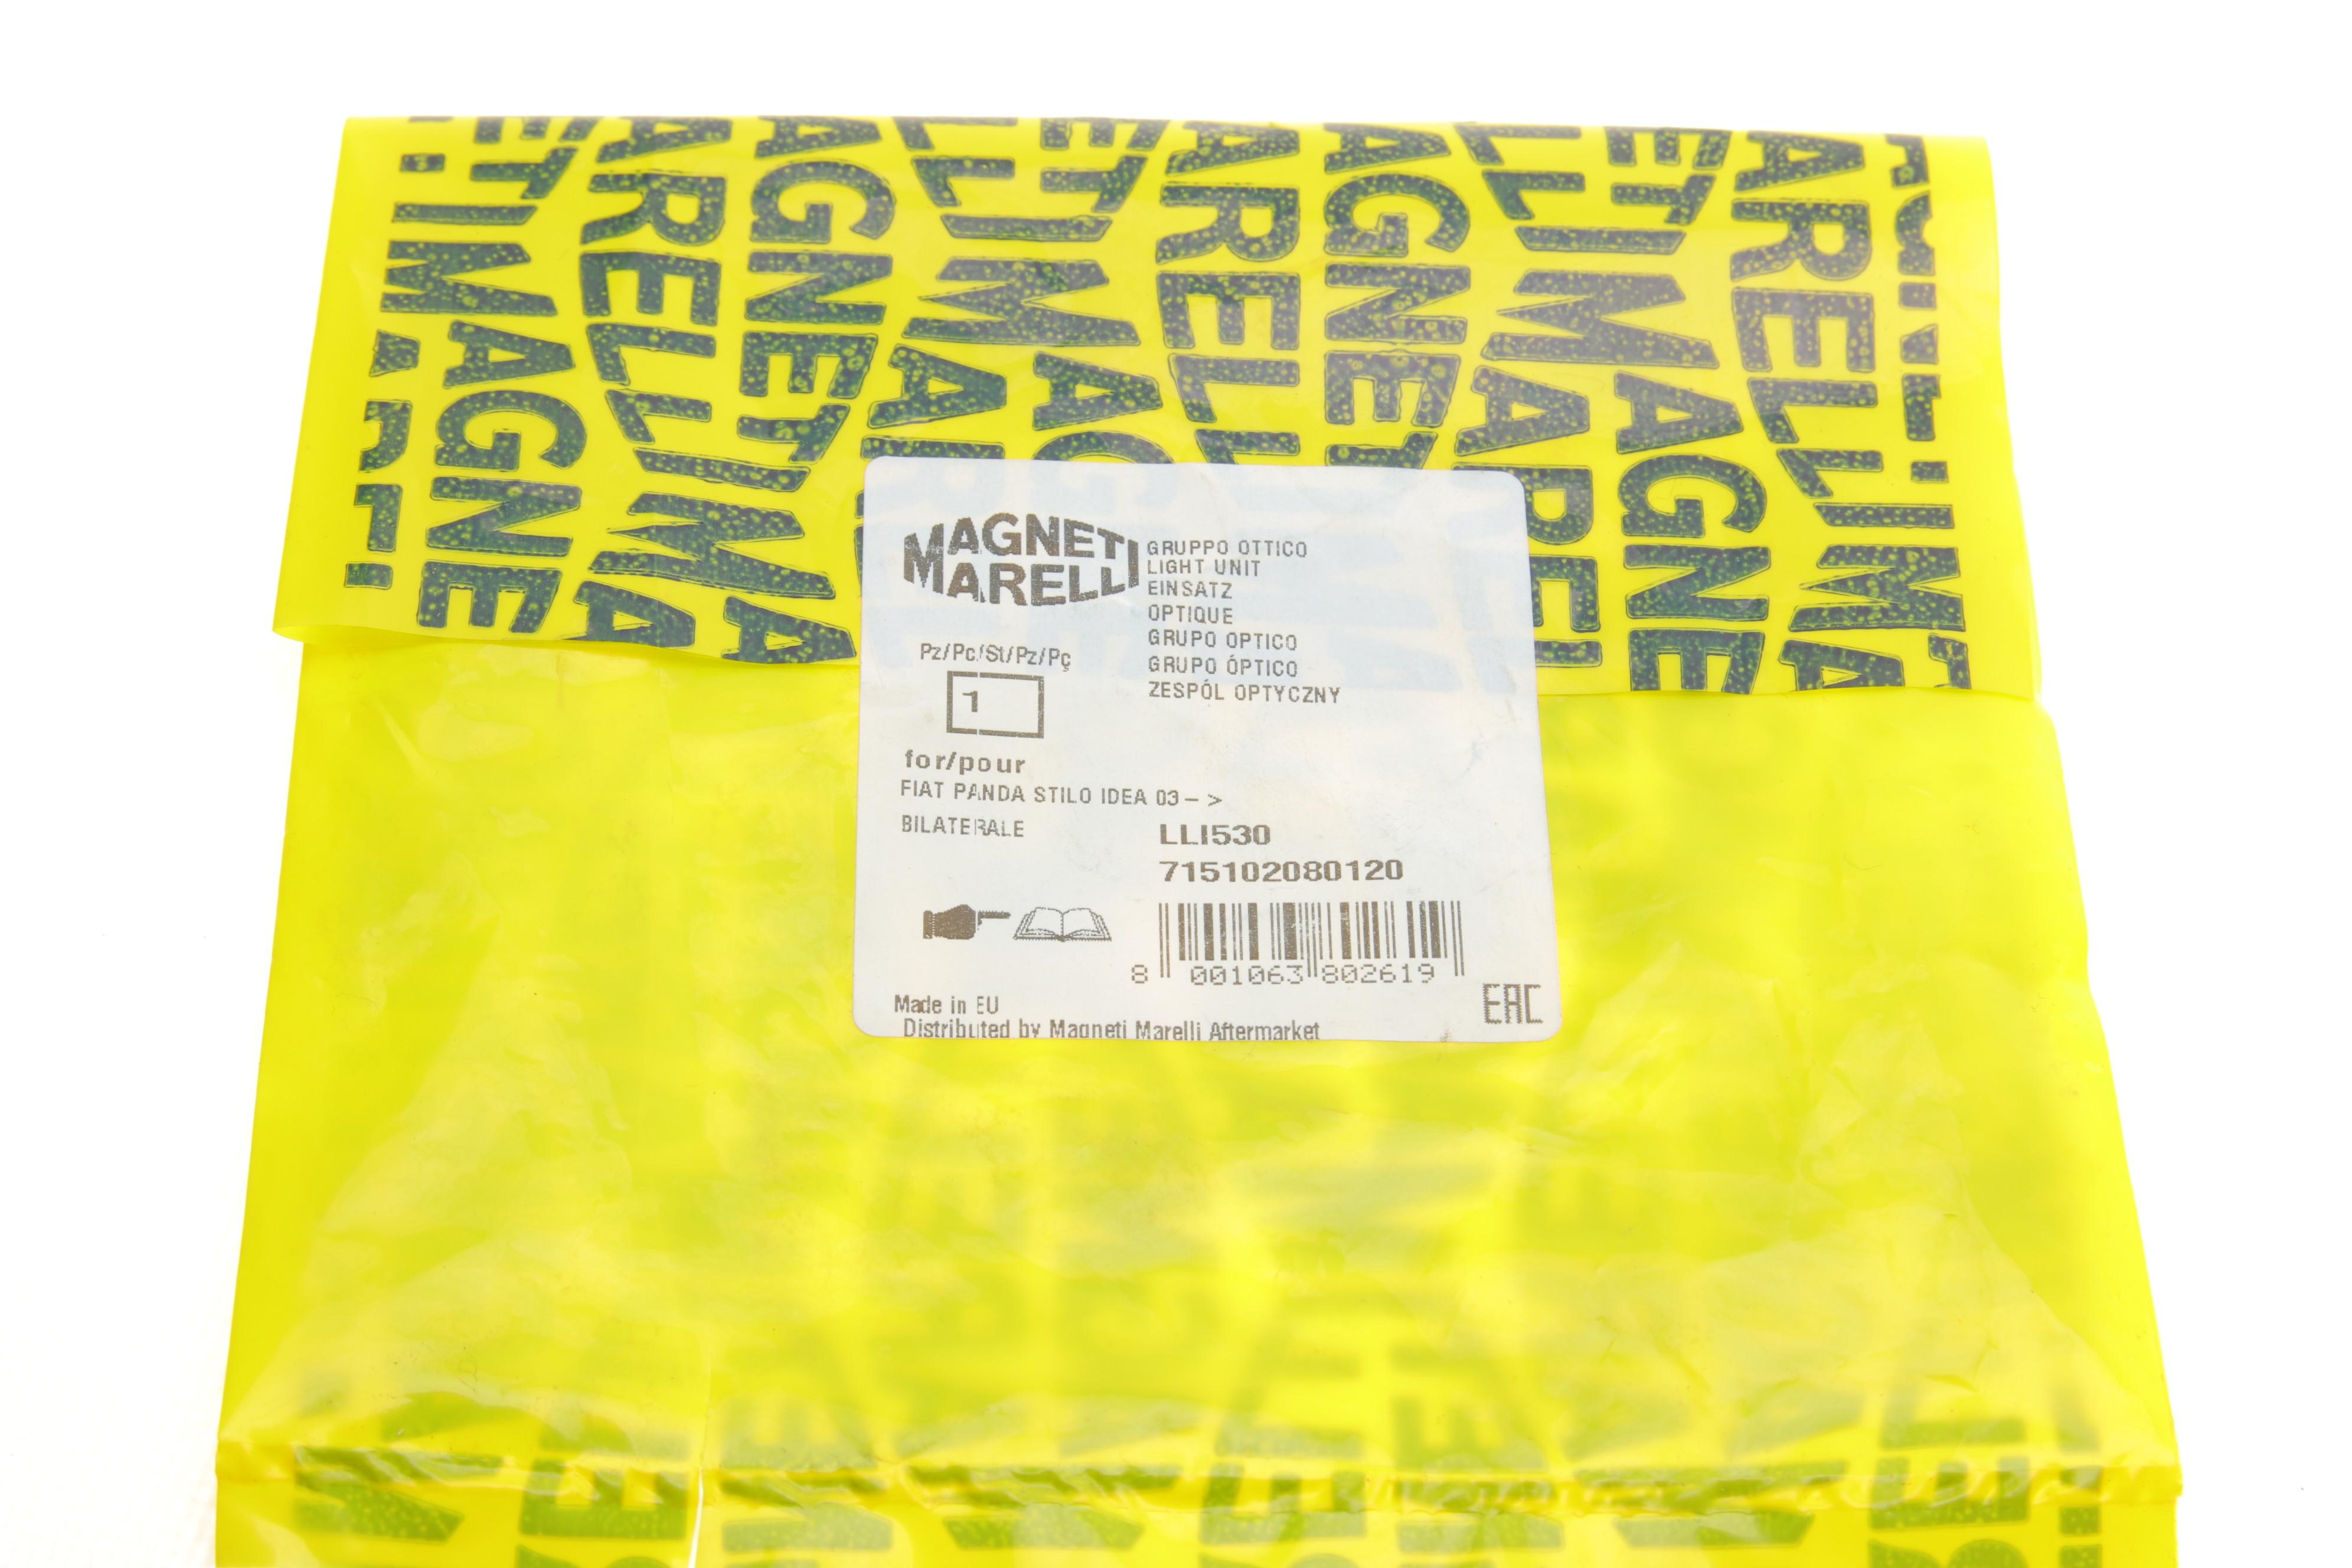 MAGNETI
MARELLI
GRUPPO OTTICO
LIGHT UNIT
EINSATZ
OPTIQUE
GRUPO OPTICO
GRUPO ÓPTICO
ZESPÓL OPTYCZNY
Pz/Pc/St/Pz/Pç
1
for/pour
FIAT PANDA STILO IDEA 03-->
BILATERALE
LLI530
715102080120
8 001063 802619
EAC
Made in EU
Distributed by Magneti Marelli Aftermarket